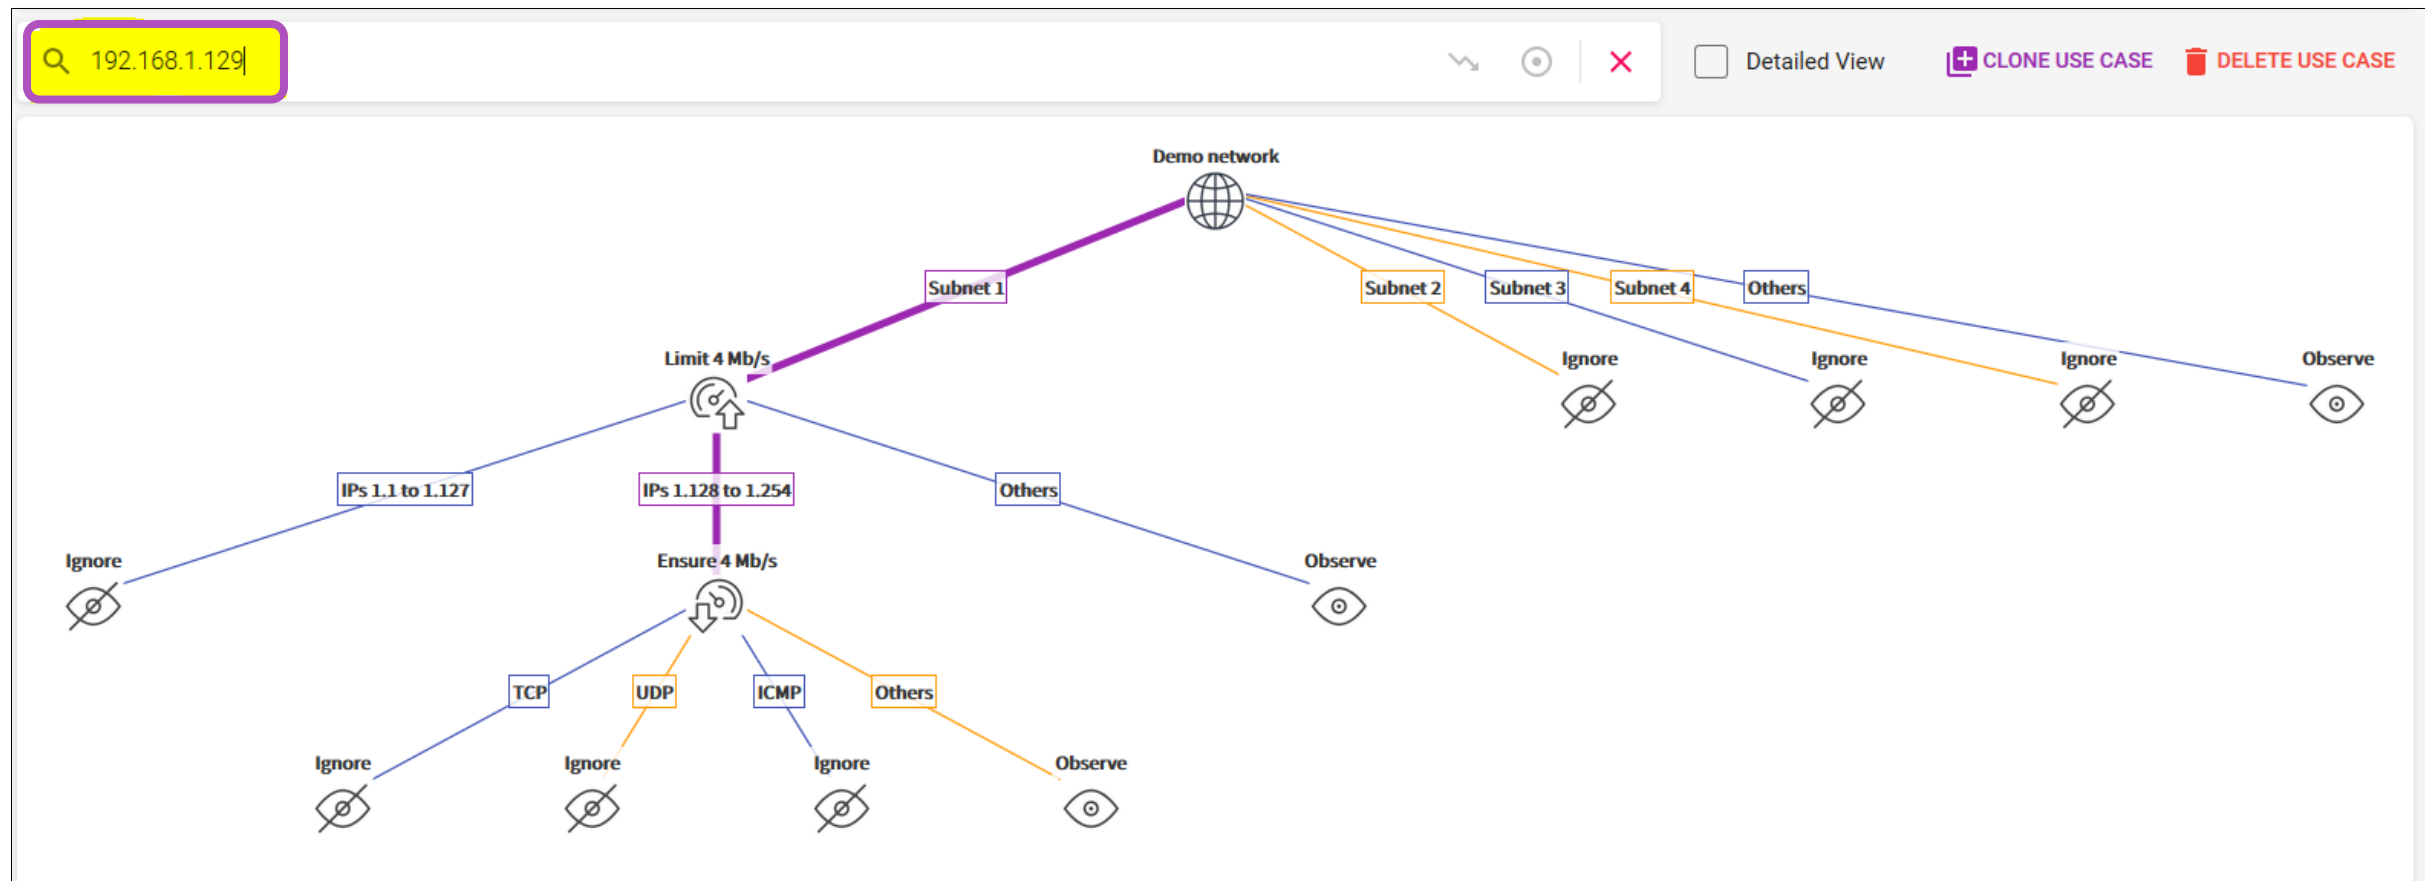 192.168.1.129
Detailed View
CLONE USE CASE
DELETE USE CASE
Demo network
Subnet 1
Subnet 2
Subnet 3
Subnet 4
Others
Limit 4 Mb/s
Ignore
Ignore
Ignore
Observe
IPs 1.1 to 1.127
IPs 1.128 to 1.254
Others
Ignore
Ensure 4 Mb/s
Observe
TCP
UDP
ICMP
Others
Ignore
Ignore
Ignore
Observe